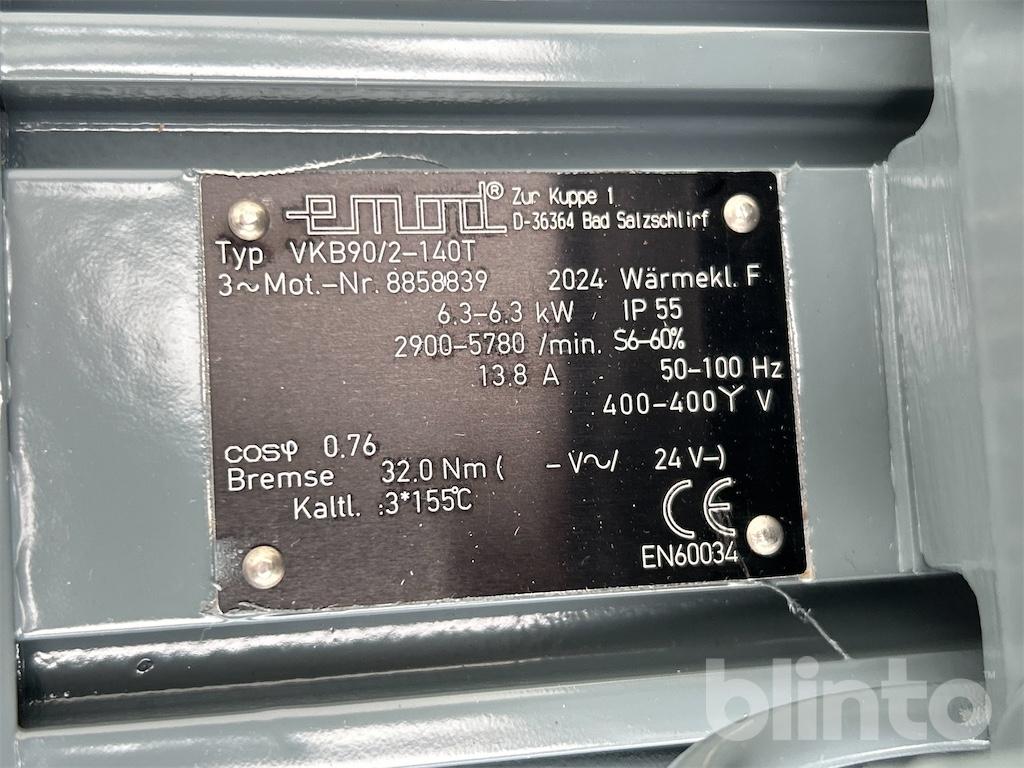 emod® Zur Kuppe 1
D-36364 Bad Salzschlirf
Typ VKB90/2-140T
3~Mot.-Nr. 8858839 2024 Wärmekl. F
6.3-6.3 kW IP 55
2900-5780 /min. S6-60%
13.8 A 50-100 Hz
400-400Y V
cosφ 0.76
Bremse 32.0 Nm ( -V~/ 24 V-)
Kaltl. :3*155°C
CE
EN60034
blinto™